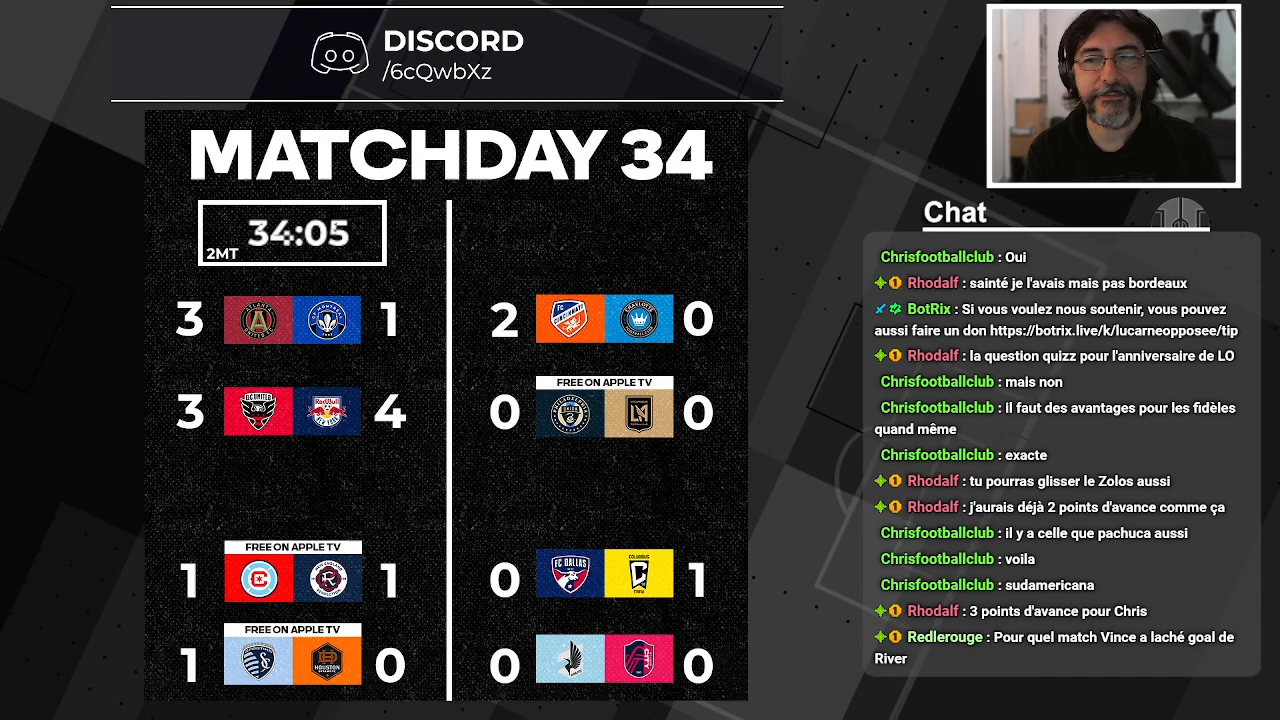 DISCORD
/6cQwbXz
MATCHDAY 34
34:05
2MT
3 1
2 0
FREE ON APPLE TV
3 4
0 0
FREE ON APPLE TV
1 1
0 1
FREE ON APPLE TV
1 0
0 0
Chat
Chrisfootballclub : Oui
Rhodalf : sainté je l'avais mais pas bordeaux
BotRix : Si vous voulez nous soutenir, vous pouvez
aussi faire un don https://botrix.live/k/lucarneopposee/tip
Rhodalf : la question quizz pour l'anniversaire de LO
Chrisfootballclub : mais non
Chrisfootballclub : Il faut des avantages pour les fidèles
quand même
Chrisfootballclub : exacte
Rhodalf : tu pourras glisser le Zolos aussi
Rhodalf : j'aurais déjà 2 points d'avance comme ça
Chrisfootballclub : il y a celle que pachuca aussi
Chrisfootballclub : voila
Chrisfootballclub : sudamericana
Rhodalf : 3 points d'avance pour Chris
Redlerouge : Pour quel match Vince a laché goal de
River